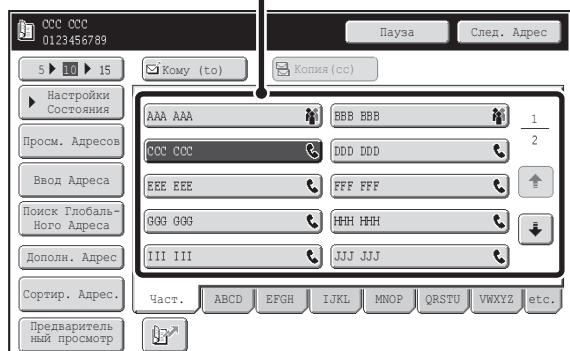 CCC CCC
0123456789
Пауза
След. Адрес
5 10 15
Кому (to)
Копия(cc)
Настройки
Состояния
Просм. Адресов
Ввод Адреса
Поиск Глобаль-
Ного Адреса
Дополн. Адрес
Сортир. Адрес.
Предваритель
ный просмотр
AAA AAA
BBB BBB
CCC CCC
DDD DDD
EEE EEE
FFF FFF
GGG GGG
HHH HHH
III III
JJJ JJJ
1
2
Част.
ABCD
EFGH
IJKL
MNOP
QRSTU
VWXYZ
etc.